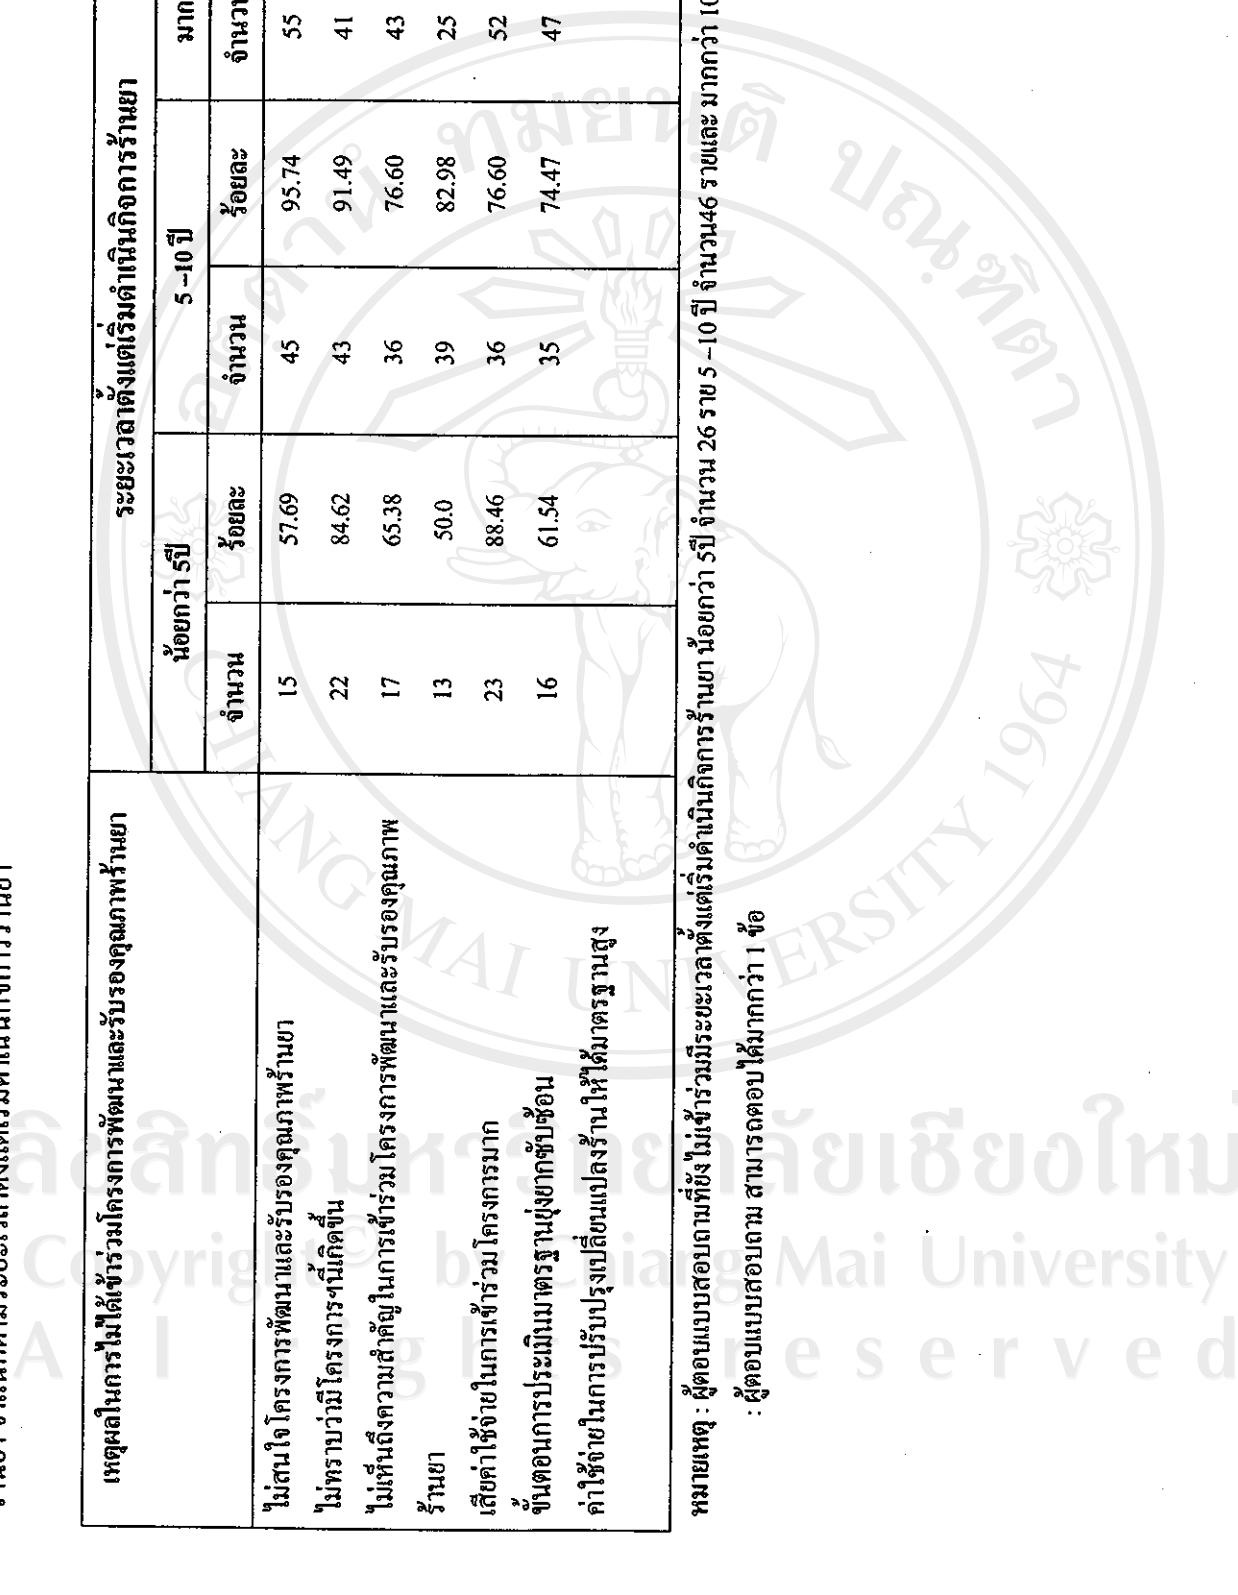 ระยะเวลาตั้งแต่เริ่มดำเนินกิจการร้านยา
เหตุผลในการไม่ได้เข้าร่วมโครงการพัฒนาและรับรองคุณภาพร้านยา
น้อยกว่า 5ปี 5 –10 ปี มาก
จำนวน ร้อยละ จำนวน ร้อยละ จำนวน
ไม่สนใจโครงการพัฒนาและรับรองคุณภาพร้านยา 15 57.69 45 95.74 55
ไม่ทราบว่ามีโครงการฯนี้เกิดขึ้น 22 84.62 43 91.49 41
ไม่เห็นถึงความสำคัญในการเข้าร่วมโครงการพัฒนาและรับรองคุณภาพ 17 65.38 36 76.60 43
ร้านยา 13 50.0 39 82.98 25
เสียค่าใช้จ่ายในการเข้าร่วมโครงการมาก 23 88.46 36 76.60 52
ขั้นตอนการประเมินมาตรฐานยุ่งยากซับซ้อน 16 61.54 35 74.47 47
ค่าใช้จ่ายในการปรับปรุงเปลี่ยนแปลงร้านให้ได้มาตรฐานสูง
หมายเหตุ : ผู้ตอบแบบสอบถามที่ยังไม่เข้าร่วมมีระยะเวลาตั้งแต่เริ่มดำเนินกิจการร้านยา น้อยกว่า 5ปี จำนวน 26 ราย 5 –10 ปี จำนวน46 รายและ มากกว่า 10
: ผู้ตอบแบบสอบถาม สามารถตอบได้มากกว่า 1 ข้อ
CHIANG MAI UNIVERSITY 1964
Copyright © by Chiang Mai University
All rights reserved